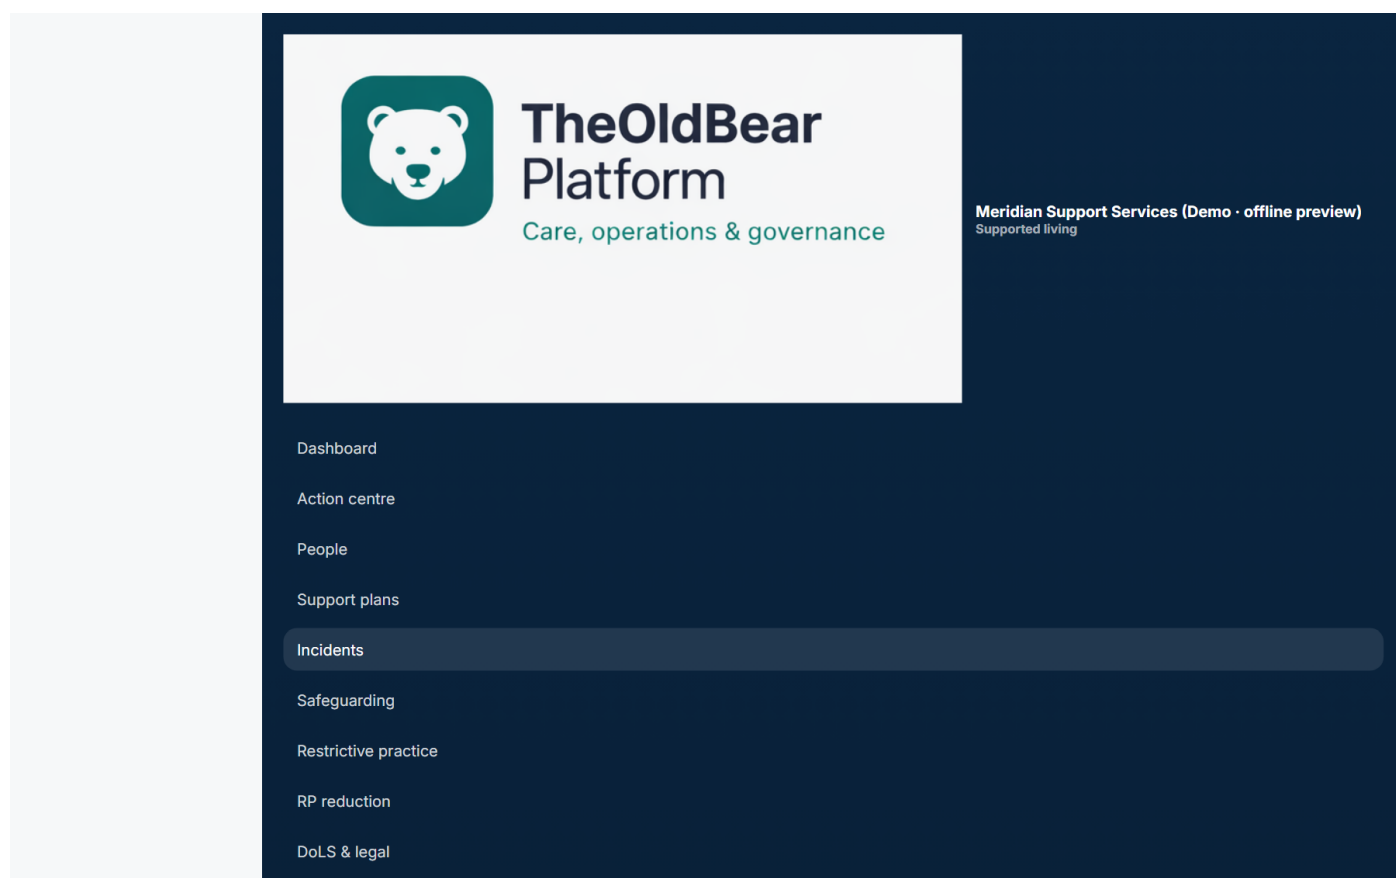 TheOldBear
Platform
Care, operations & governance
Meridian Support Services (Demo · offline preview)
Supported living
Dashboard
Action centre
People
Support plans
Incidents
Safeguarding
Restrictive practice
RP reduction
DoLS & legal